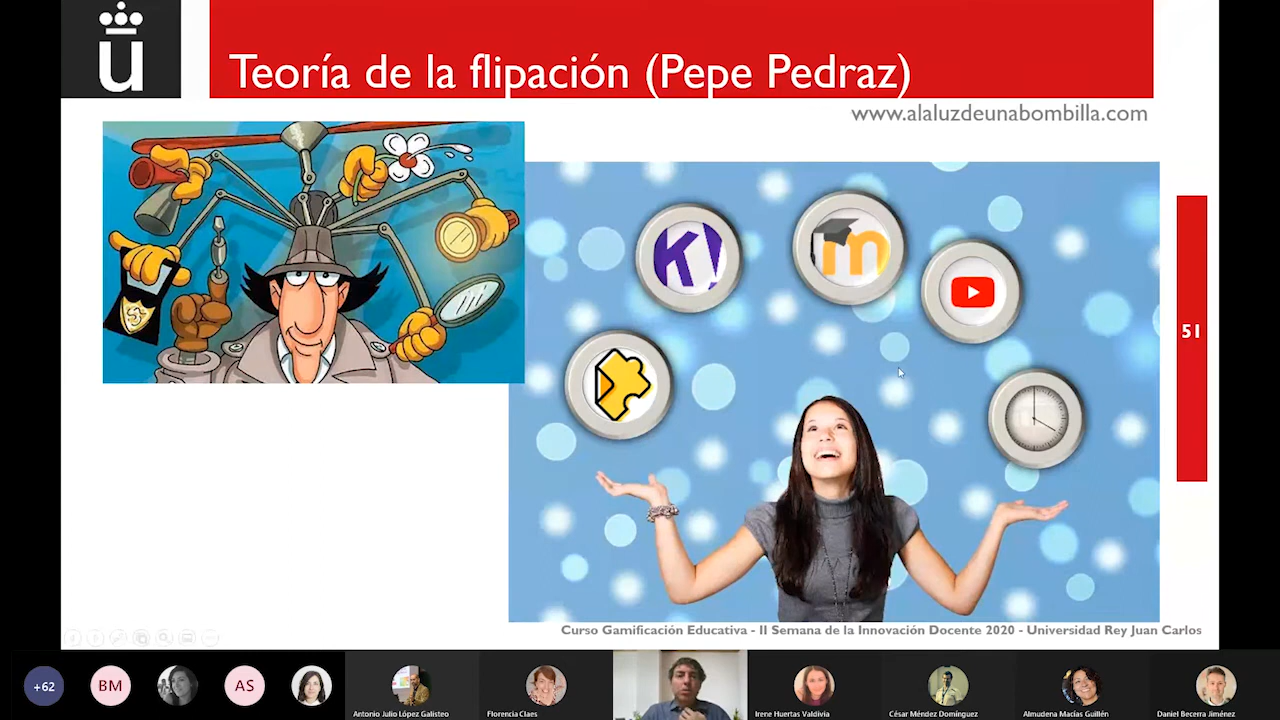 ü
Teoría de la flipación (Pepe Pedraz)
www.alaluzdeunabombilla.com
K!
m
51
Curso Gamificación Educativa - II Semana de la Innovación Docente 2020 - Universidad Rey Juan Carlos
+62
BM
AS
Antonio Julio López Galisteo
Florencia Claes
Irene Huertas Valdivia
César Méndez Domínguez
Almudena Macías Guillén
Daniel Becerra Jiménez